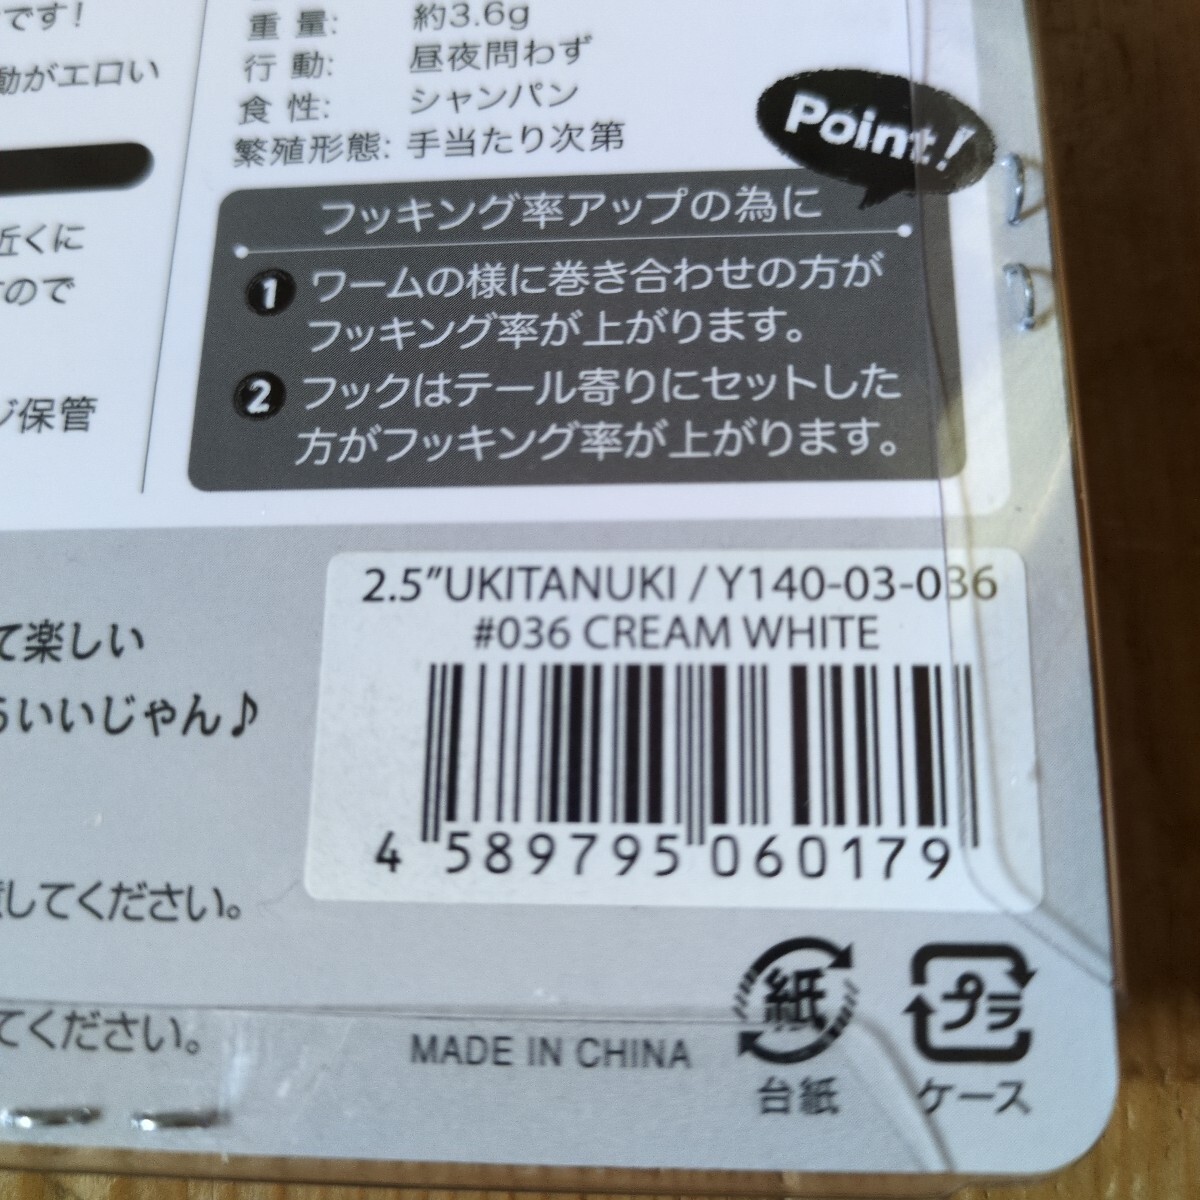 です!
動がエロい
近くに
ので
ジ保管
重 量: 約3.6g
行 動: 昼夜問わず
食 性: シャンパン
繁殖形態: 手当たり次第
Point!
フッキング率アップの為に
1 ワームの様に巻き合わせの方が
フッキング率が上がります。
2 フックはテール寄りにセットした
方がフッキング率が上がります。
て楽しい
らいいじゃん♪
してください。
てください。
2.5”UKITANUKI / Y140-03-036
#036 CREAM WHITE
4 589795 060179
MADE IN CHINA
紙
台紙
プラ
ケース